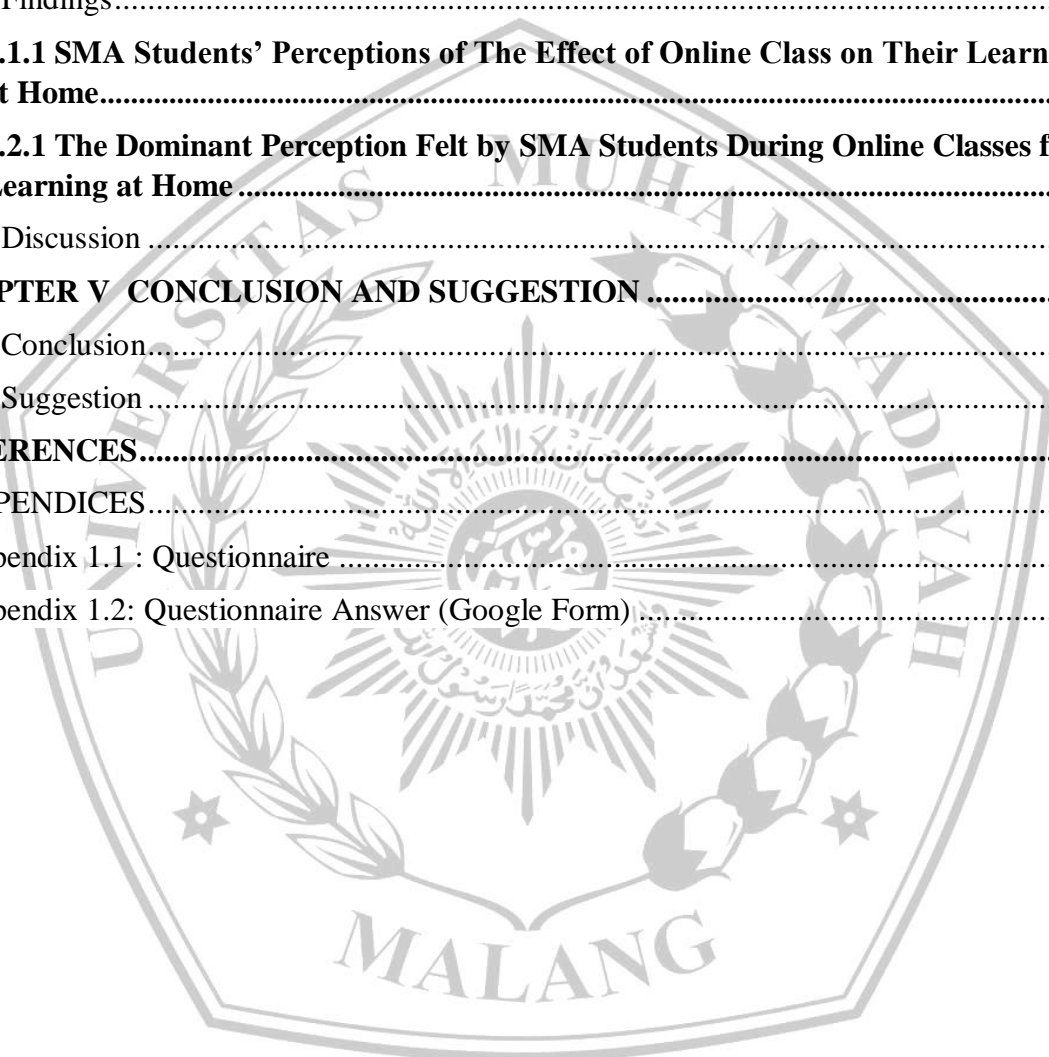 Findings........................................................................
.1.1 SMA Students’ Perceptions of The Effect of Online Class on Their Learn
t Home........................................................................
.2.1 The Dominant Perception Felt by SMA Students During Online Classes f
Learning at Home ........................................................................
Discussion ........................................................................
PTER V CONCLUSION AND SUGGESTION ........................................................................
Conclusion........................................................................
Suggestion ........................................................................
ERENCES........................................................................
PENDICES........................................................................
pendix 1.1 : Questionnaire ........................................................................
pendix 1.2: Questionnaire Answer (Google Form) ........................................................................
UNIVERSITAS MUHAMMADIYAH
MALANG